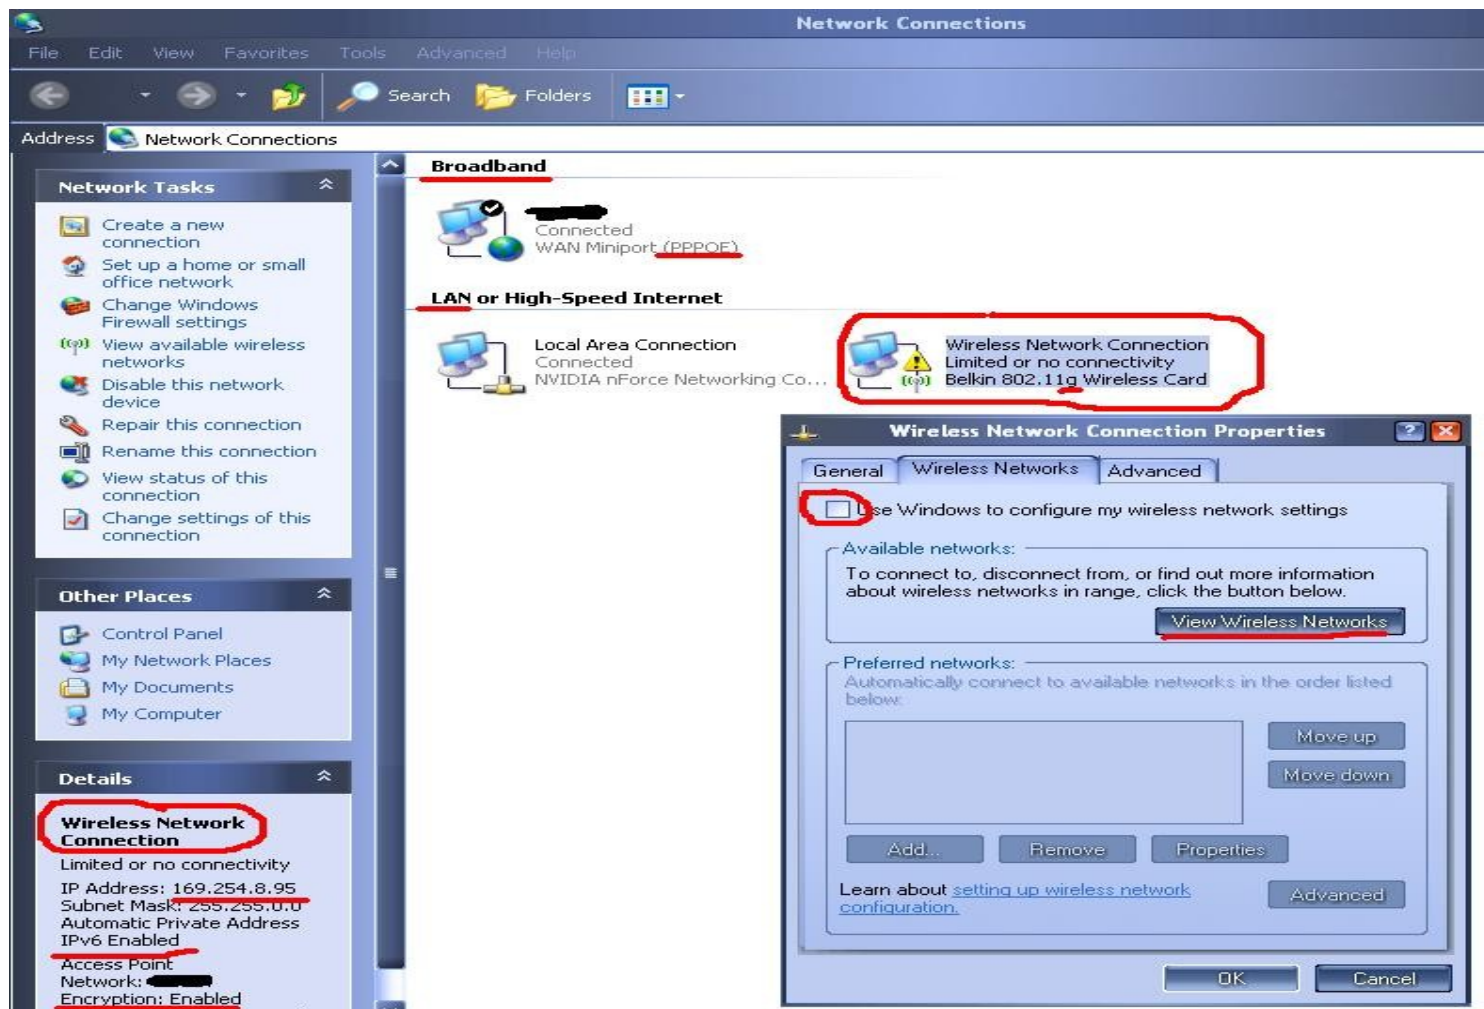 Network Connections
File Edit View Favorites Tools Advanced Help
Search Folders
Address Network Connections
Network Tasks
Create a new
connection
Set up a home or small
office network
Change Windows
Firewall settings
View available wireless
networks
Disable this network
device
Repair this connection
Rename this connection
View status of this
connection
Change settings of this
connection
Other Places
Control Panel
My Network Places
My Documents
My Computer
Details
Wireless Network
Connection
Limited or no connectivity
IP Address: 169.254.8.95
Subnet Mask: 255.255.0.0
Automatic Private Address
IPv6 Enabled
Access Point
Network:
Encryption: Enabled
Broadband
Connected
WAN Miniport (PPPOE)
LAN or High-Speed Internet
Local Area Connection
Connected
NVIDIA nForce Networking Co...
Wireless Network Connection
Limited or no connectivity
Belkin 802.11g Wireless Card
Wireless Network Connection Properties
General Wireless Networks Advanced
Use Windows to configure my wireless network settings
Available networks:
To connect to, disconnect from, or find out more information
about wireless networks in range, click the button below.
View Wireless Networks
Preferred networks:
Automatically connect to available networks in the order listed
below:
Move up
Move down
Add... Remove Properties
Learn about setting up wireless network
configuration.
Advanced
OK Cancel